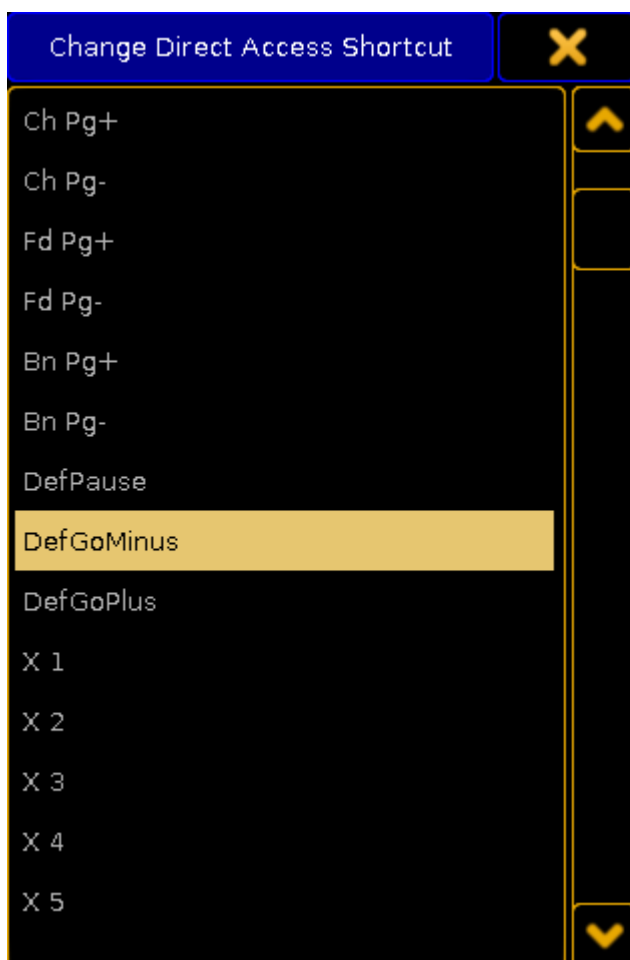 Change Direct Access Shortcut
Ch Pg+
Ch Pg-
Fd Pg+
Fd Pg-
Bn Pg+
Bn Pg-
DefPause
DefGoMinus
DefGoPlus
X 1
X 2
X 3
X 4
X 5